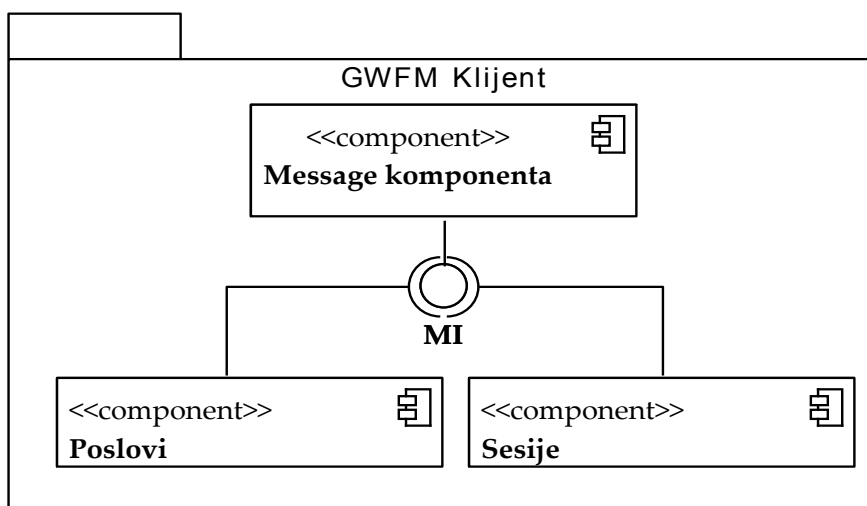 GWFM Klijent
<<component>>
Message komponenta
MI
<<component>>
Poslovi
<<component>>
Sesije